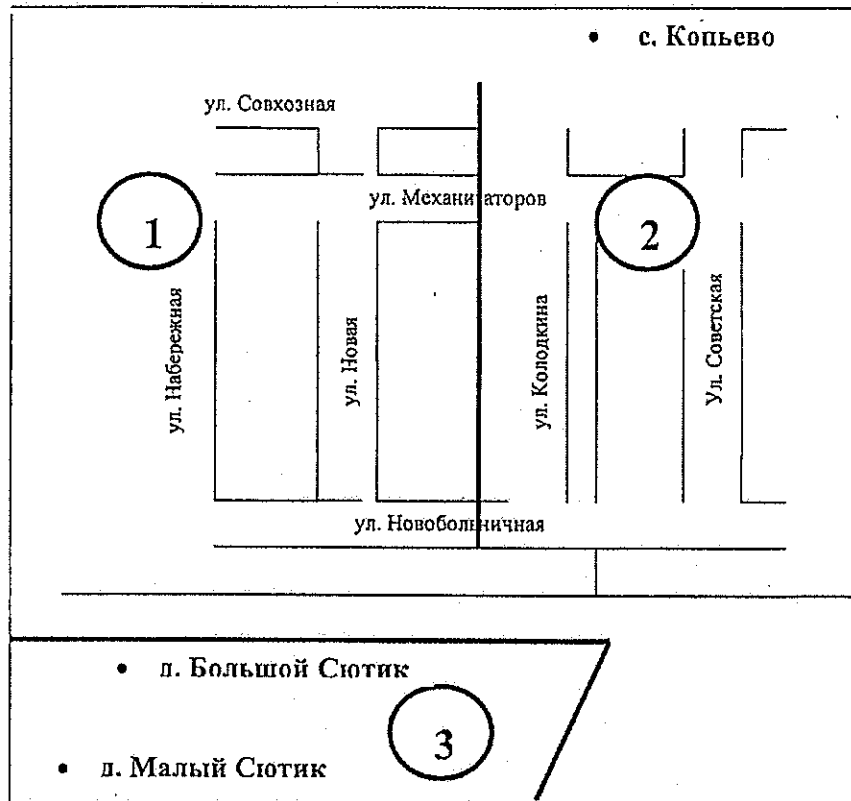 • с. Копьево
ул. Совхозная
ул. Механизаторов
1
2
ул. Набережная
ул. Новая
ул. Колодкина
Ул. Советская
ул. Новобольничная
• д. Большой Сютик
3
• д. Малый Сютик